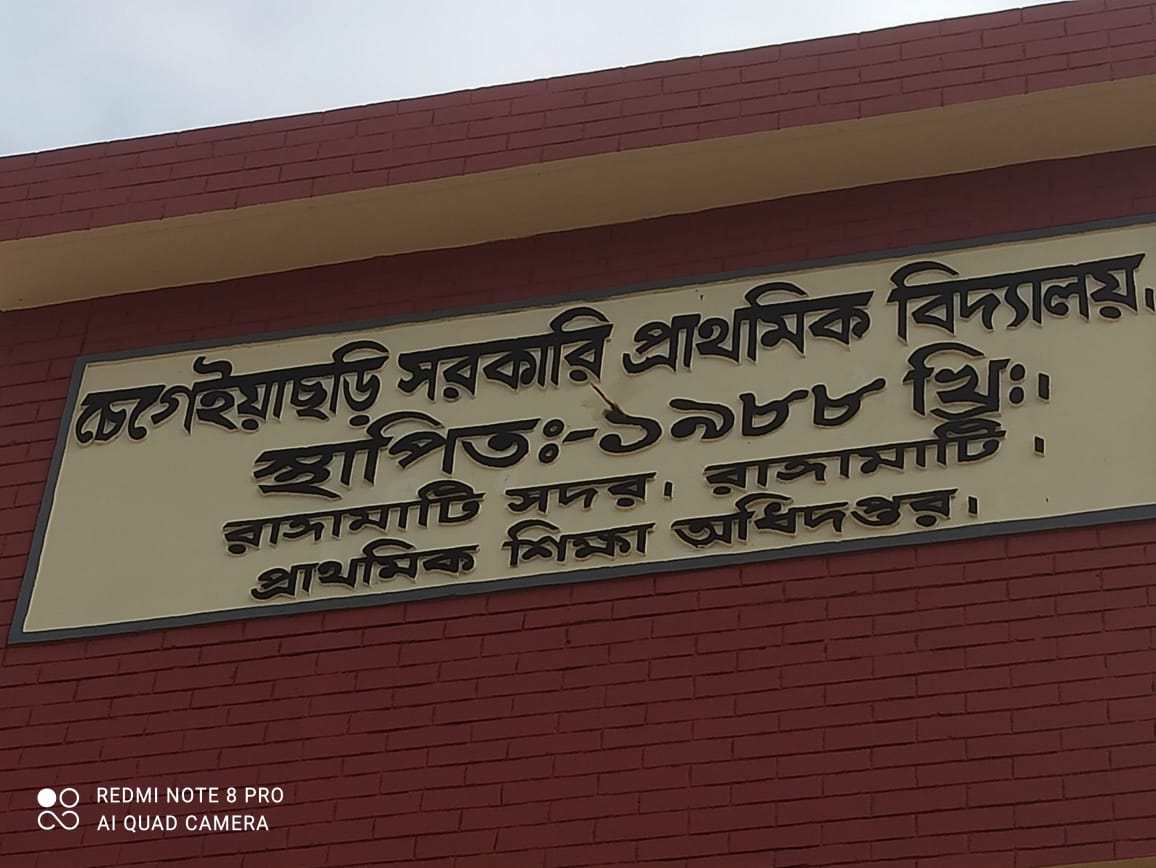 চেগেইয়াছড়ি সরকারি প্রাথমিক বিদ্যালয়,
স্থাপিতঃ-১৯৮৮ খ্রিঃ।
রাঙ্গামাটি সদর, রাঙ্গামাটি।
প্রাথমিক শিক্ষা অধিদপ্তর।
REDMI NOTE 8 PRO
AI QUAD CAMERA